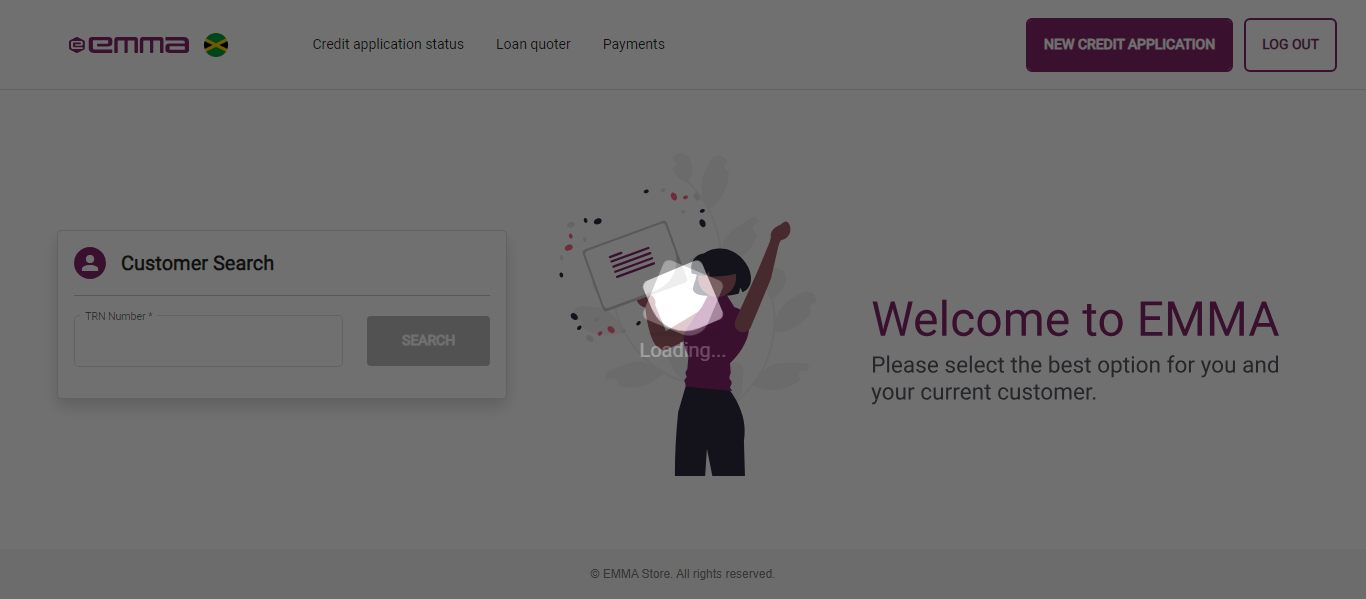 emma
Credit application status
Loan quoter
Payments
NEW CREDIT APPLICATION
LOG OUT
Customer Search
TRN Number *
SEARCH
Loading...
Welcome to EMMA
Please select the best option for you and
your current customer.
© EMMA Store. All rights reserved.